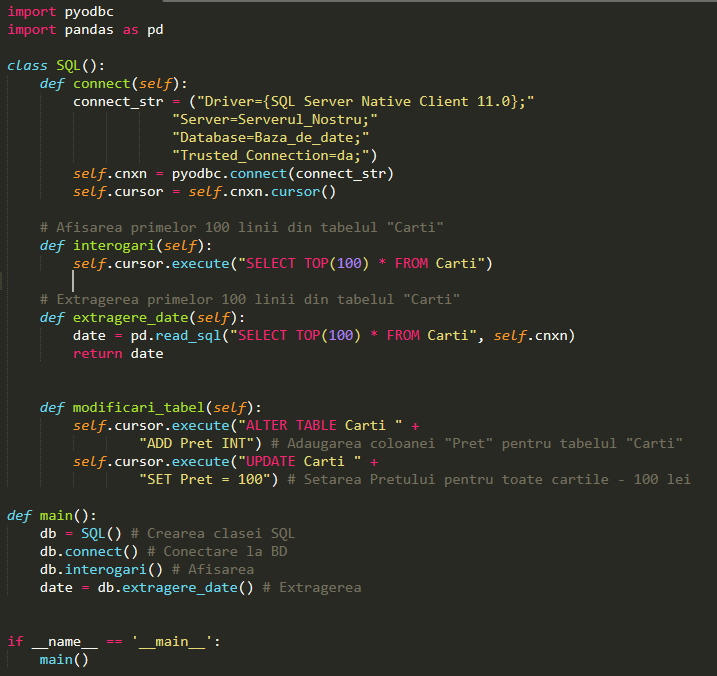 import pyodbc
import pandas as pd
class SQL():
    def connect(self):
        connect_str = ("Driver={SQL Server Native Client 11.0};"
                    "Server=Serverul_Nostru;"
                    "Database=Baza_de_date;"
                    "Trusted_Connection=da;")
        self.cnxn = pyodbc.connect(connect_str)
        self.cursor = self.cnxn.cursor()
    # Afisarea primelor 100 linii din tabelul "Carti"
    def interogari(self):
        self.cursor.execute("SELECT TOP(100) * FROM Carti")
    # Extragerea primelor 100 linii din tabelul "Carti"
    def extragere_date(self):
        date = pd.read_sql("SELECT TOP(100) * FROM Carti", self.cnxn)
        return date
    def modificari_tabel(self):
        self.cursor.execute("ALTER TABLE Carti " +
                "ADD Pret INT") # Adaugarea coloanei "Pret" pentru tabelul "Carti"
        self.cursor.execute("UPDATE Carti " +
                "SET Pret = 100") # Setarea Pretului pentru toate cartile - 100 lei
def main():
    db = SQL() # Crearea clasei SQL
    db.connect() # Conectare la BD
    db.interogari() # Afisarea
    date = db.extragere_date() # Extragerea
if __name__ == '__main__':
    main()